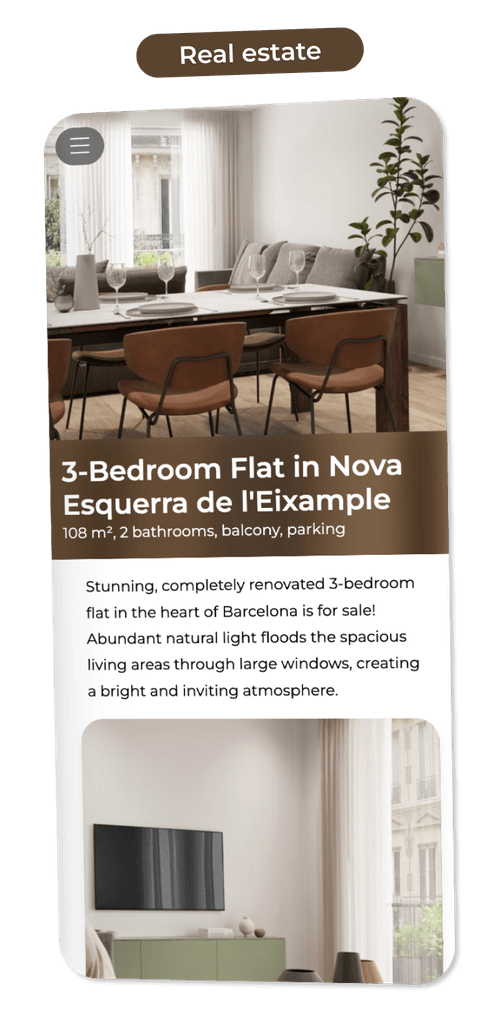 Real estate
3-Bedroom Flat in Nova
Esquerra de l'Eixample
108 m², 2 bathrooms, balcony, parking
Stunning, completely renovated 3-bedroom
flat in the heart of Barcelona is for sale!
Abundant natural light floods the spacious
living areas through large windows, creating
a bright and inviting atmosphere.